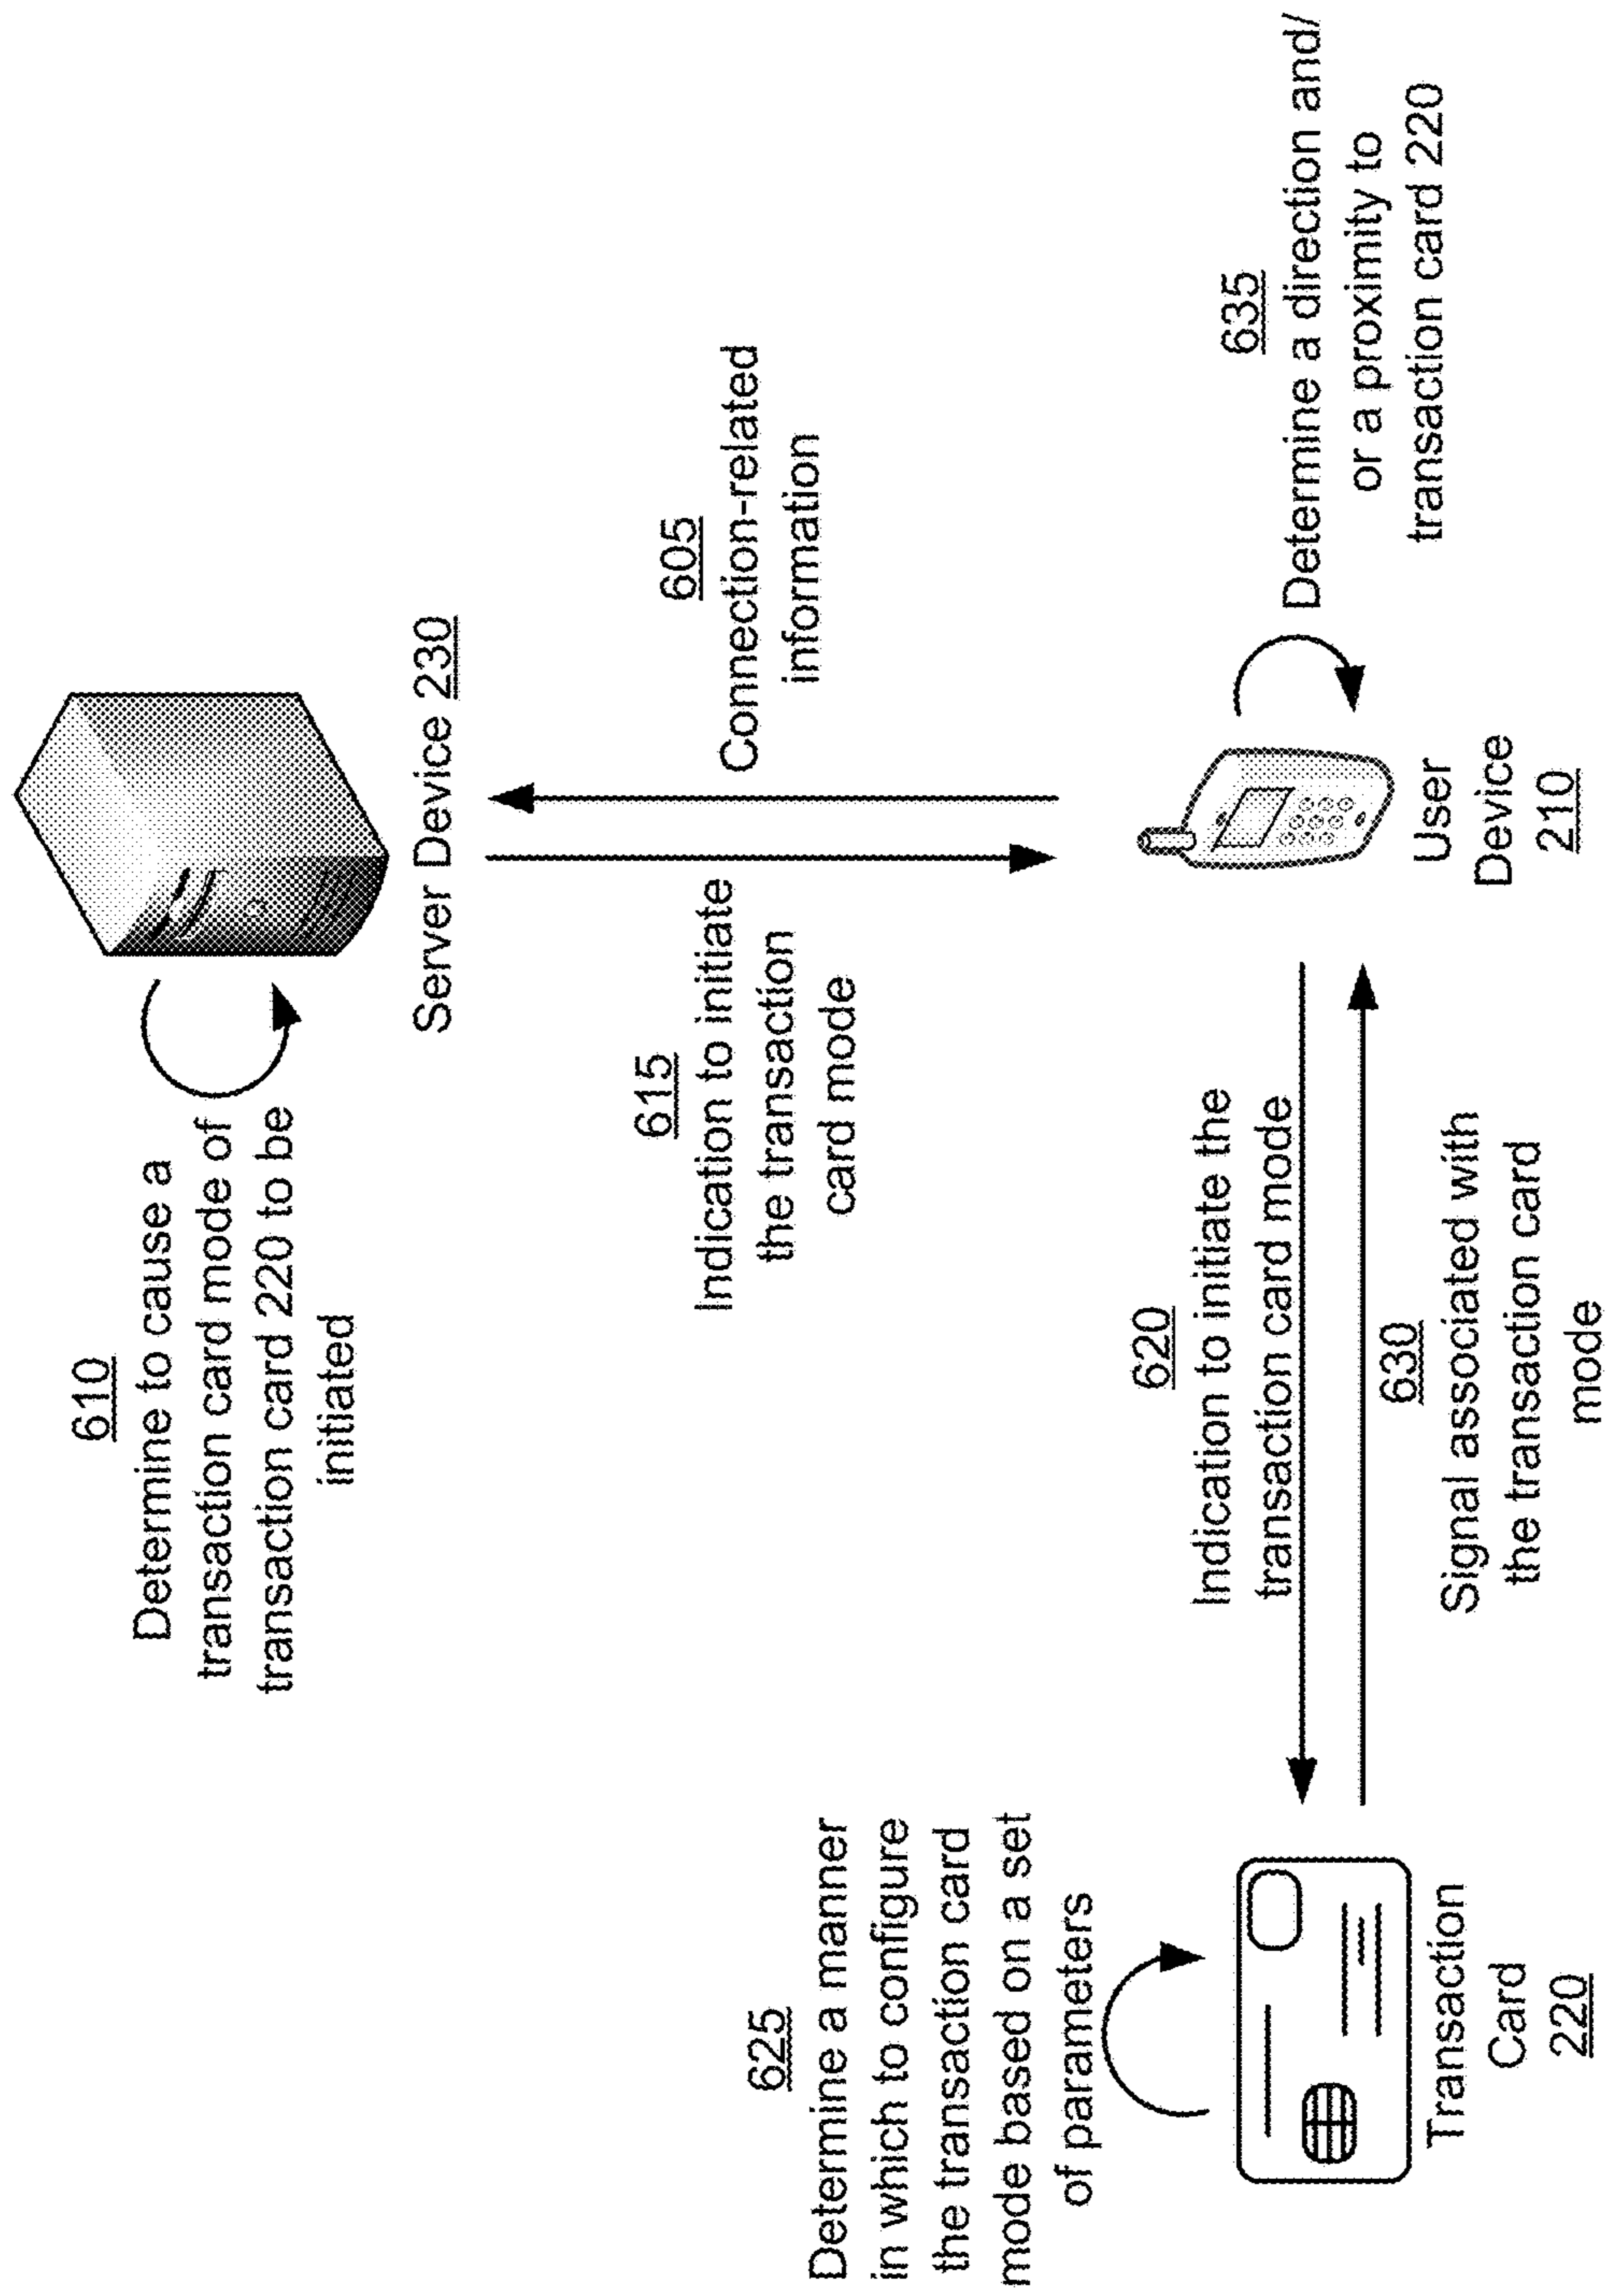 610
Determine to cause a
transaction card mode of
transaction card 220 to be
initiated
Server Device 230
615
Indication to initiate
the transaction
card mode
605
Connection-related
information
625
Determine a manner
in which to configure
the transaction card
mode based on a set
of parameters
620
Indication to initiate the
transaction card mode
630
Signal associated with
the transaction card
mode
635
Determine a direction and/
or a proximity to
transaction card 220
Transaction
Card
220
User
Device
210